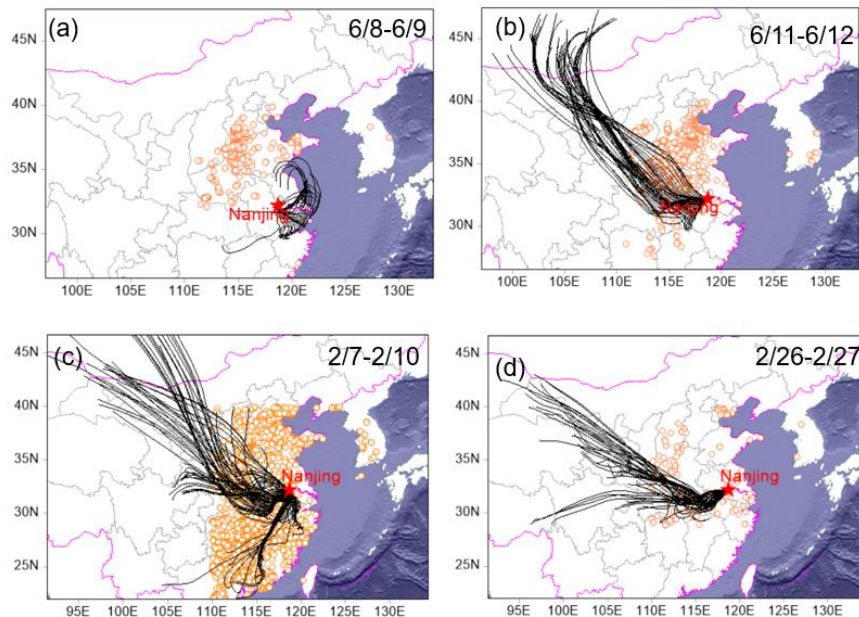 (a)
6/8-6/9
45N
40N
35N
30N
Nanjing
100E 105E 110E 115E 120E 125E 130E
(b)
6/11-6/12
45N
40N
35N
30N
Nanjing
100E 105E 110E 115E 120E 125E 130E
(c)
2/7-2/10
45N
40N
35N
30N
25N
Nanjing
95E 100E 105E 110E 115E 120E 125E 130E
(d)
2/26-2/27
45N
40N
35N
30N
25N
Nanjing
95E 100E 105E 110E 115E 120E 125E 130E